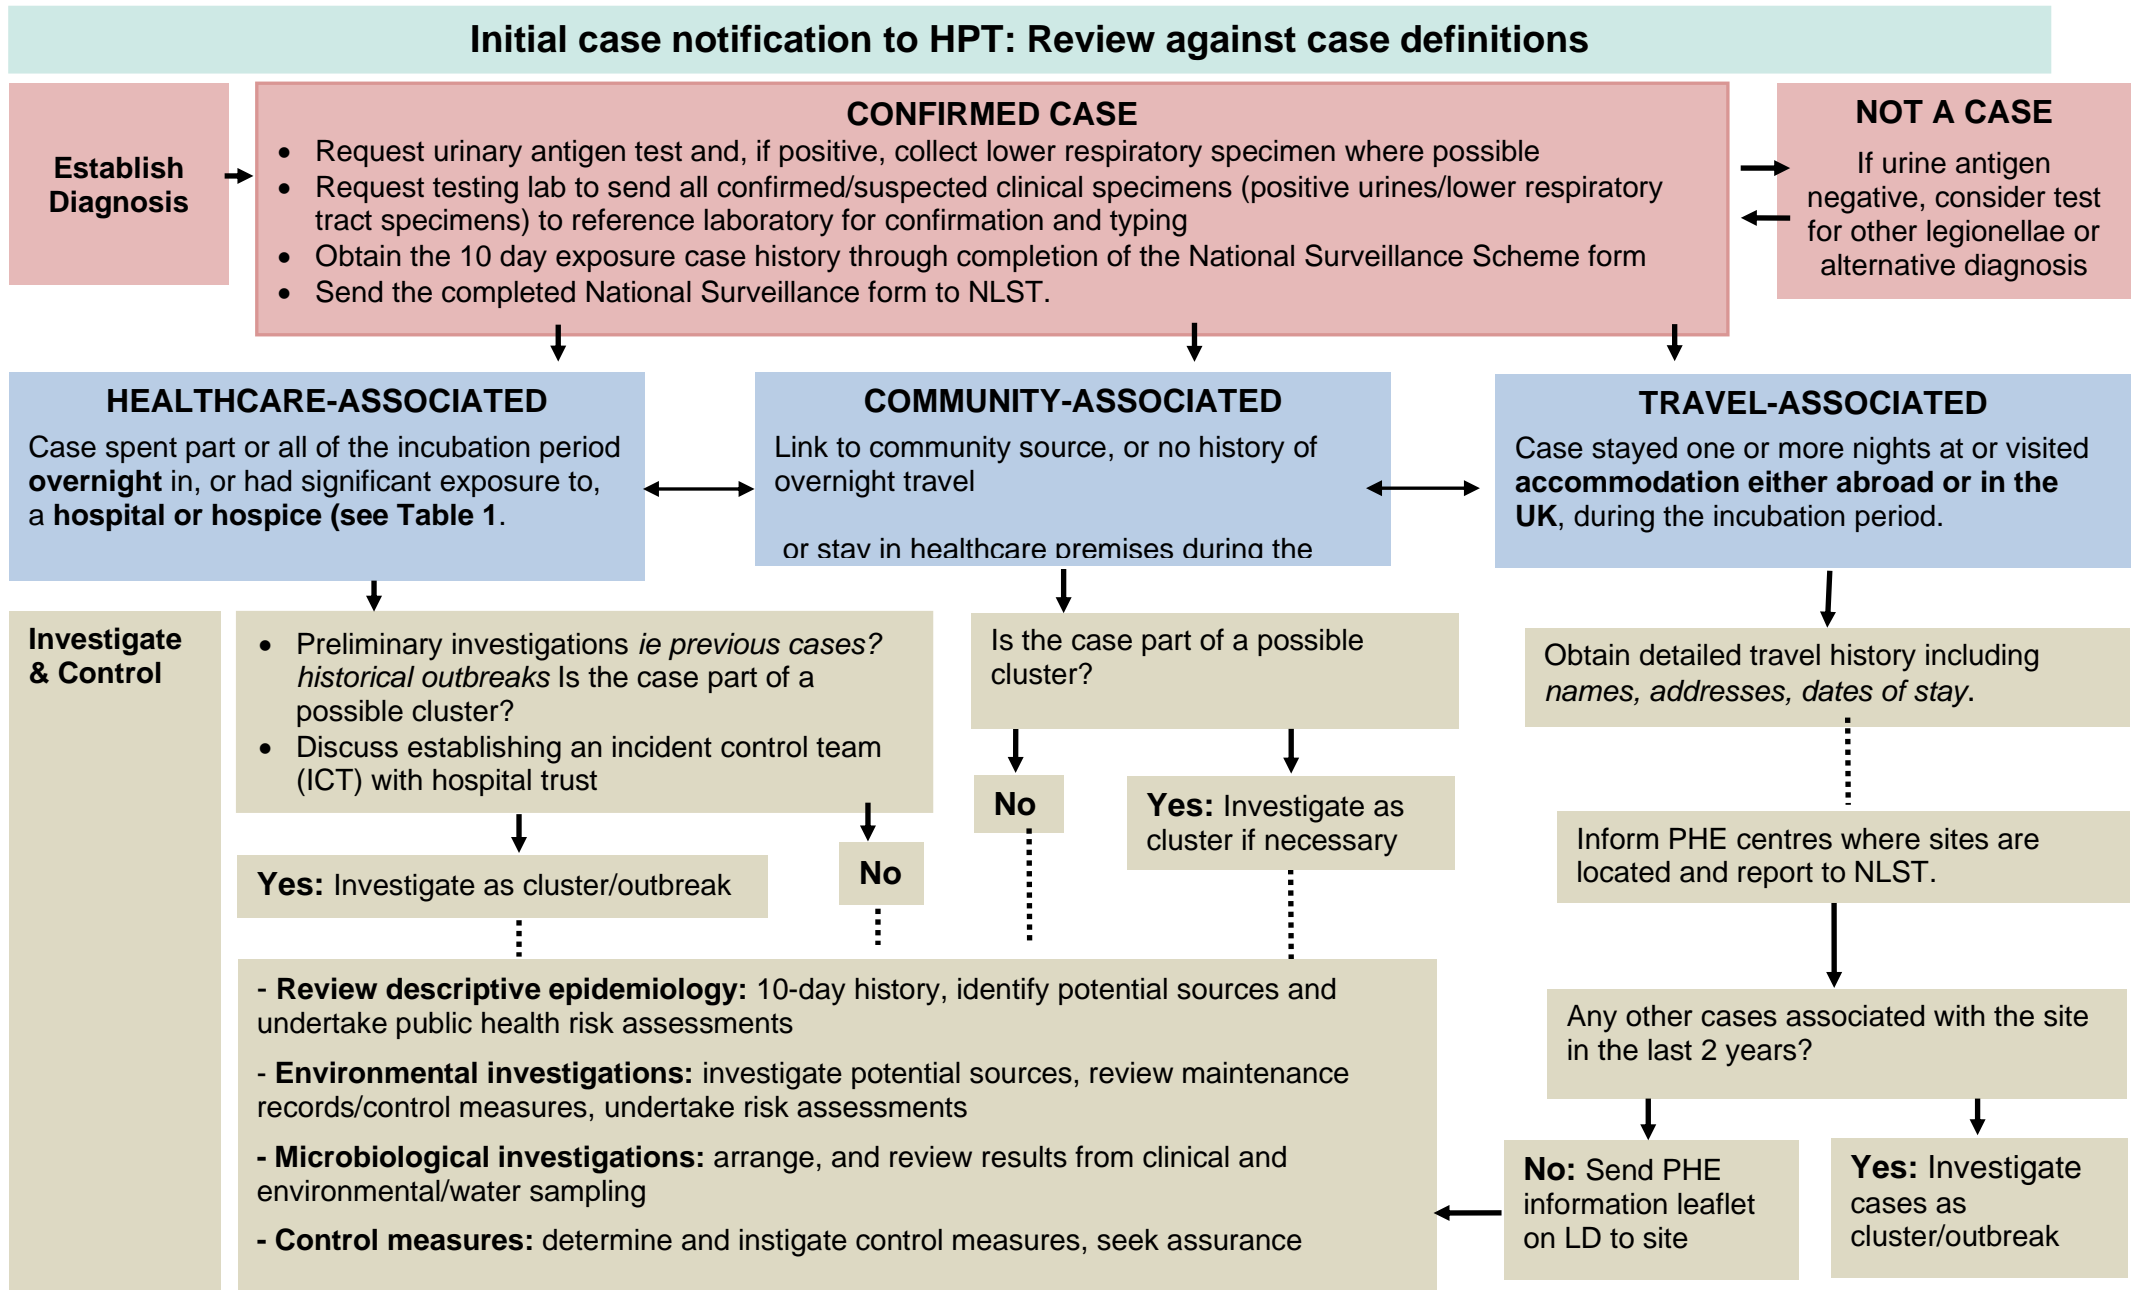 Initial case notification to HPT: Review against case definitions
Establish
Diagnosis
CONFIRMED CASE
• Request urinary antigen test and, if positive, collect lower respiratory specimen where possible
• Request testing lab to send all confirmed/suspected clinical specimens (positive urines/lower respiratory
tract specimens) to reference laboratory for confirmation and typing
• Obtain the 10 day exposure case history through completion of the National Surveillance Scheme form
• Send the completed National Surveillance form to NLST.
NOT A CASE
If urine antigen
negative, consider test
for other legionellae or
alternative diagnosis
HEALTHCARE-ASSOCIATED
Case spent part or all of the incubation period
overnight in, or had significant exposure to,
a hospital or hospice (see Table 1.
COMMUNITY-ASSOCIATED
Link to community source, or no history of
overnight travel
or stay in healthcare premises during the
TRAVEL-ASSOCIATED
Case stayed one or more nights at or visited
accommodation either abroad or in the
UK, during the incubation period.
Investigate
& Control
• Preliminary investigations ie previous cases?
historical outbreaks Is the case part of a
possible cluster?
• Discuss establishing an incident control team
(ICT) with hospital trust
Yes: Investigate as cluster/outbreak
No
Is the case part of a possible
cluster?
No
Yes: Investigate as
cluster if necessary
Obtain detailed travel history including
names, addresses, dates of stay.
Inform PHE centres where sites are
located and report to NLST.
Any other cases associated with the site
in the last 2 years?
No: Send PHE
information leaflet
on LD to site
Yes: Investigate
cases as
cluster/outbreak
- Review descriptive epidemiology: 10-day history, identify potential sources and
undertake public health risk assessments
- Environmental investigations: investigate potential sources, review maintenance
records/control measures, undertake risk assessments
- Microbiological investigations: arrange, and review results from clinical and
environmental/water sampling
- Control measures: determine and instigate control measures, seek assurance